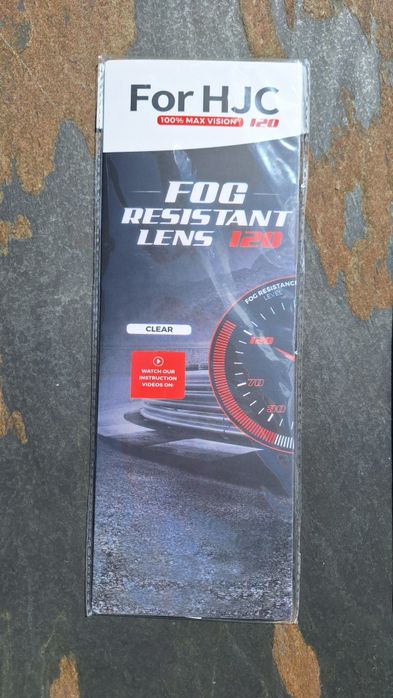 For HJC
100% MAX VISION 120
FOG
RESISTANT
LENS 120
FOG RESISTANCE
LEVEL
CLEAR
120
WATCH OUR
INSTRUCTION
VIDEOS ON:
70
30